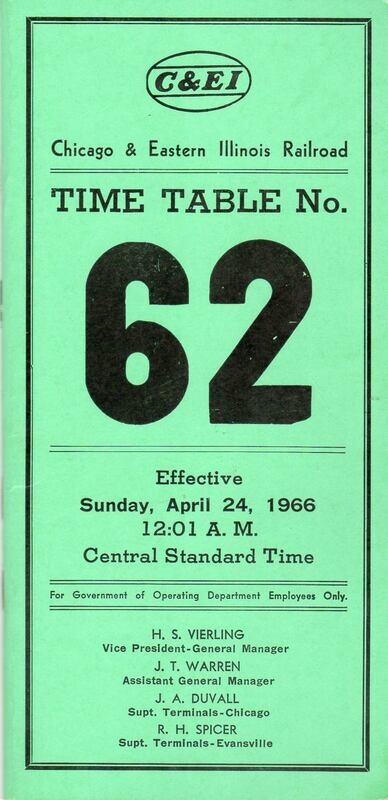 C&EI
Chicago & Eastern Illinois Railroad
TIME TABLE No.
62
Effective
Sunday, April 24, 1966
12:01 A. M.
Central Standard Time
For Government of Operating Department Employees Only.
H. S. VIERLING
Vice President-General Manager
J. T. WARREN
Assistant General Manager
J. A. DUVALL
Supt. Terminals-Chicago
R. H. SPICER
Supt. Terminals-Evansville